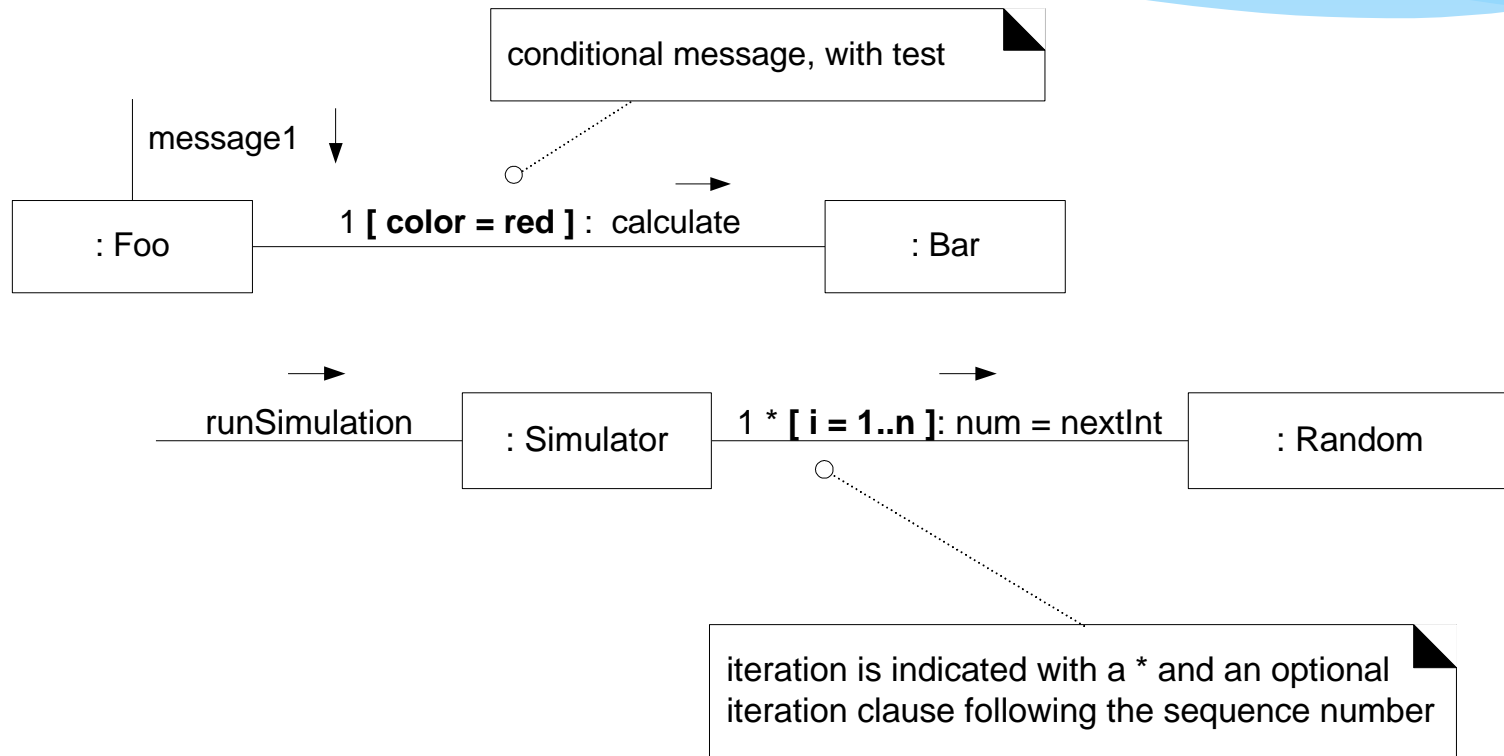 conditional message, with test
message1
1 [ color = red ] : calculate
: Foo
: Bar
runSimulation
1 * [ i = 1..n ]: num = nextInt
: Simulator
: Random
iteration is indicated with a * and an optional
iteration clause following the sequence number